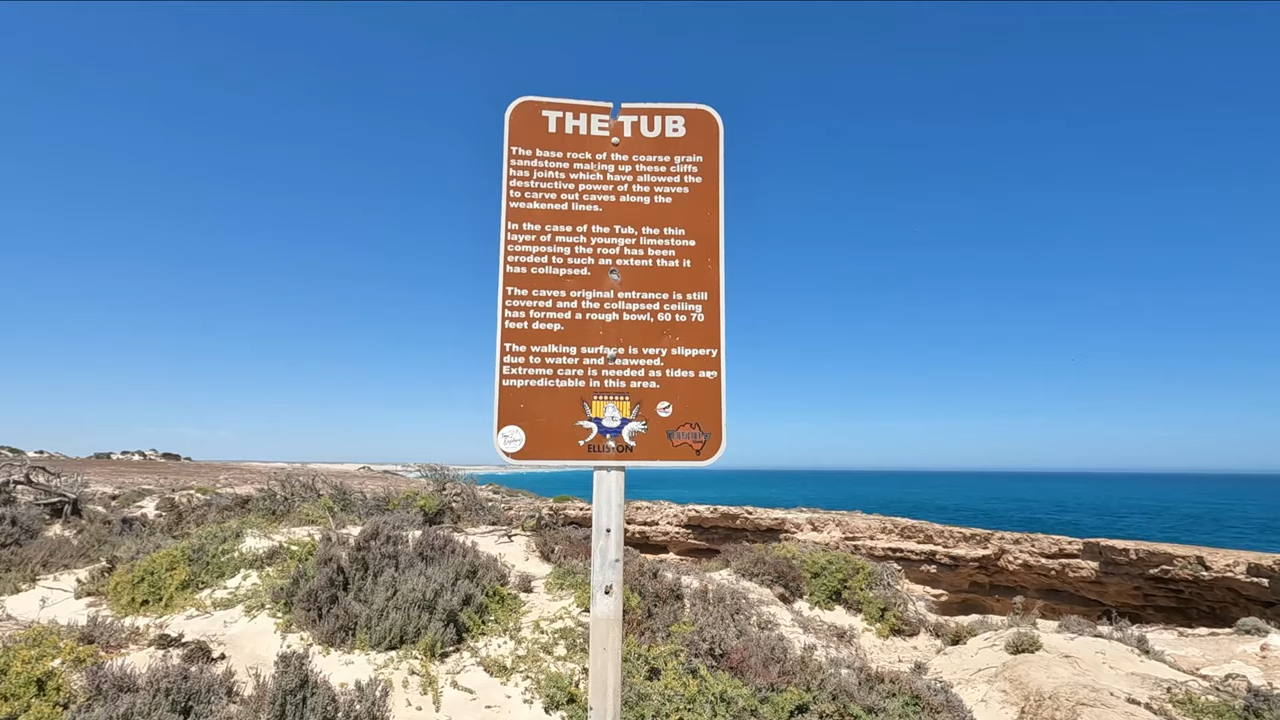 THE TUB
The base rock of the coarse grain
sandstone making up these cliffs
has joints which have allowed the
destructive power of the waves
to carve out caves along the
weakened lines.
In the case of the Tub, the thin
layer of much younger limestone
composing the roof has been
eroded to such an extent that it
has collapsed.
The caves original entrance is still
covered and the collapsed ceiling
has formed a rough bowl, 60 to 70
feet deep.
The walking surface is very slippery
due to water and seaweed.
Extreme care is needed as tides are
unpredictable in this area.
ELLISTON